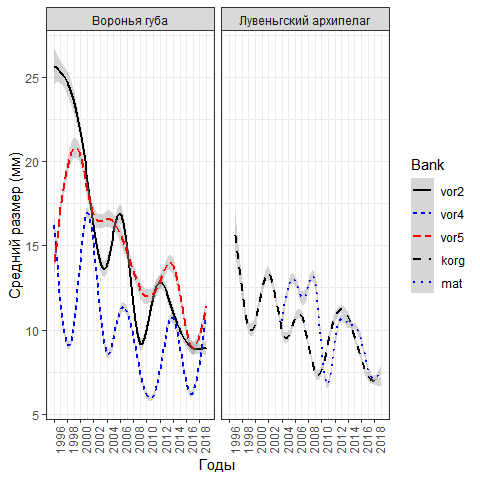 Воронья губа
Лувеньгский архипелаг
Средний размер (мм)
25
20
15
10
5
1996
1998
2000
2002
2004
2006
2008
2010
2012
2014
2016
2018
1996
1998
2000
2002
2004
2006
2008
2010
2012
2014
2016
2018
Годы
Bank
vor2
vor4
vor5
korg
mat